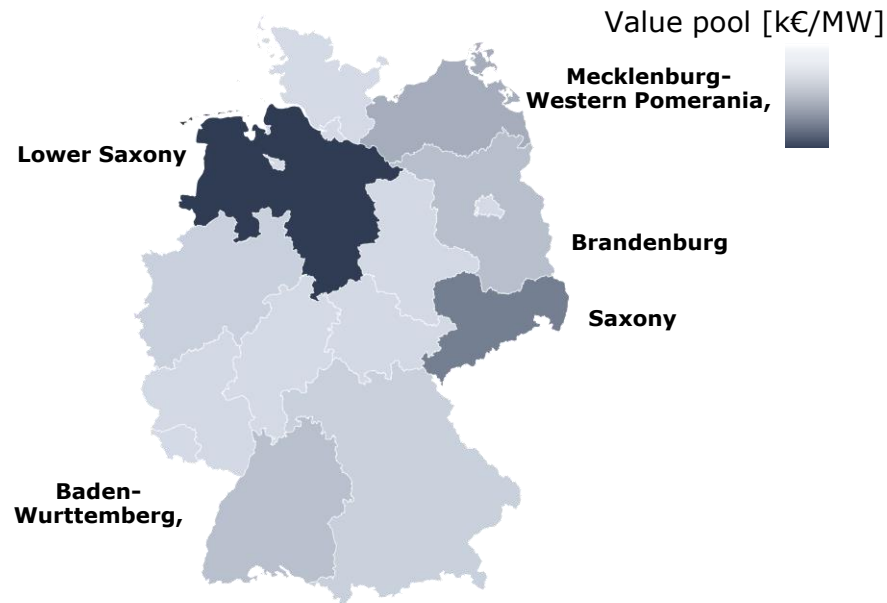 Value pool [k€/MW]
Mecklenburg-
Western Pomerania,
Lower Saxony
Brandenburg
Saxony
Baden-
Wurttemberg,